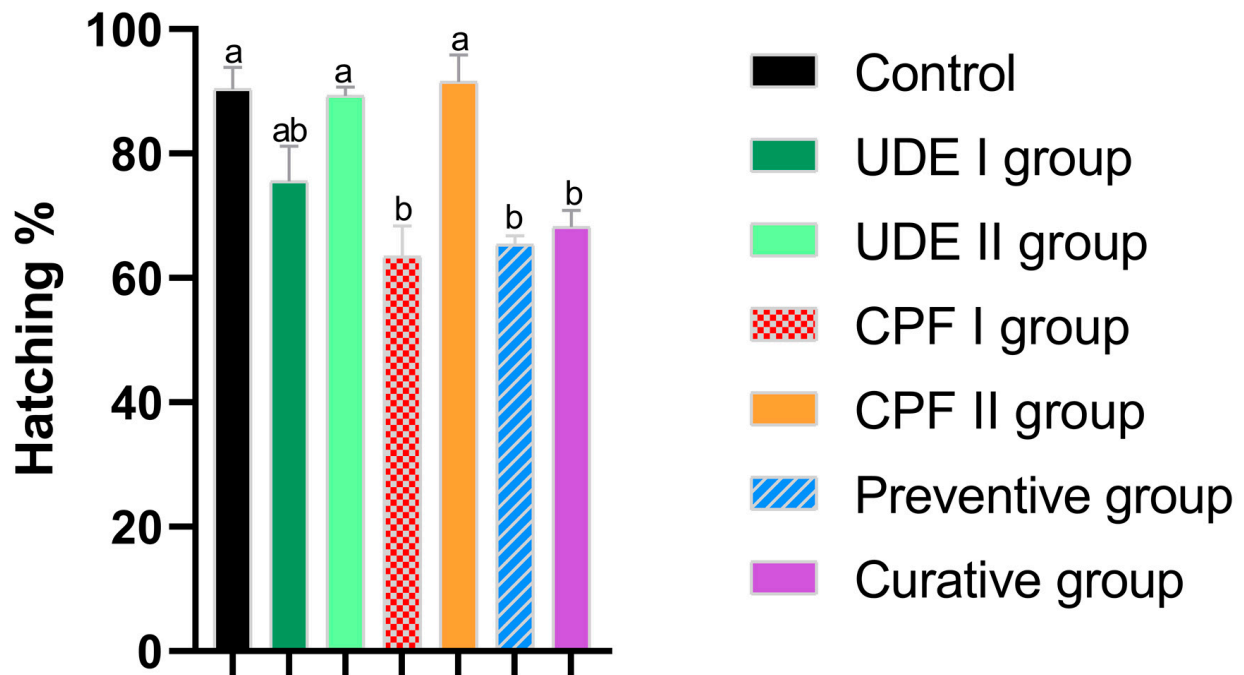 Hatching %
100
80
60
40
20
0
a
ab
a
b
a
b
b
Control
UDE I group
UDE II group
CPF I group
CPF II group
Preventive group
Curative group